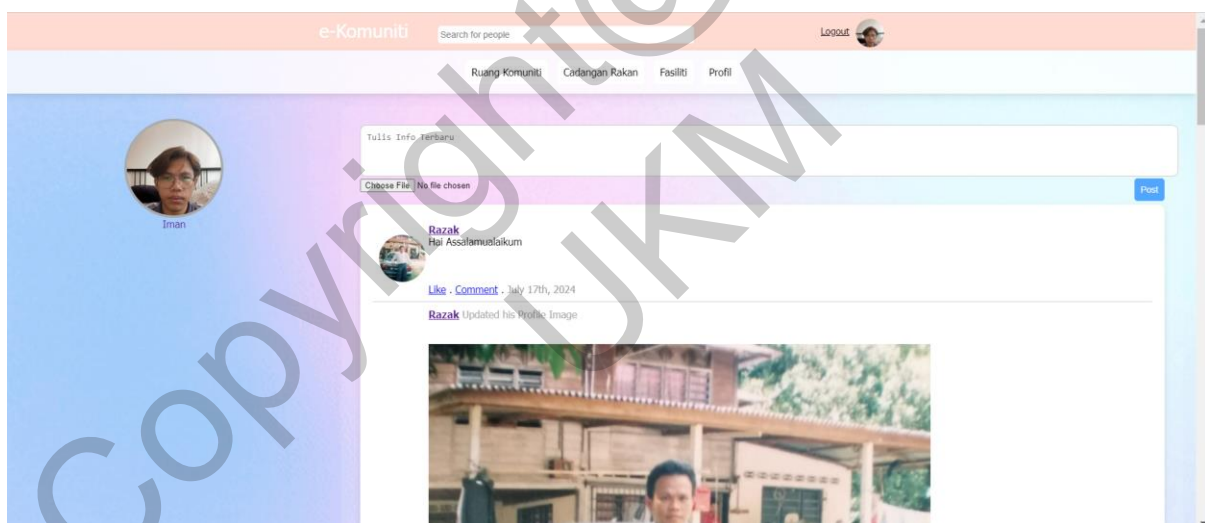 e-Komuniti
Search for people
Logout
Ruang Komuniti Cadangan Rakan Fasiliti Profil
Iman
Tulis Info Terbaru
Choose File No file chosen
Post
Razak
Hai Assalamualaikum
Like . Comment . July 17th, 2024
Razak Updated his Profile Image
Copyright@
UKM